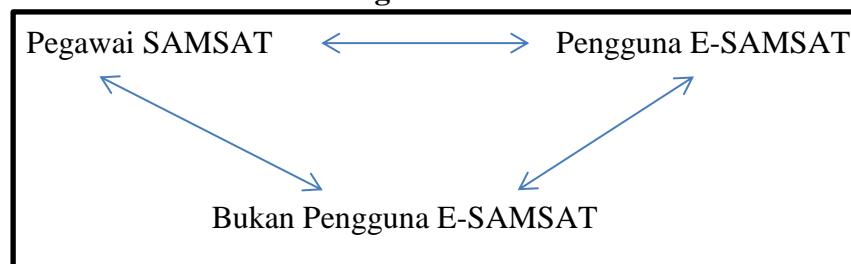 Pegawai SAMSAT Pengguna E-SAMSAT
Bukan Pengguna E-SAMSAT